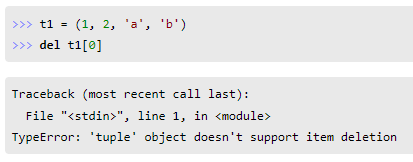 >>> t1 = (1, 2, 'a', 'b')
>>> del t1[0]
Traceback (most recent call last):
  File "<stdin>", line 1, in <module>
TypeError: 'tuple' object doesn't support item deletion